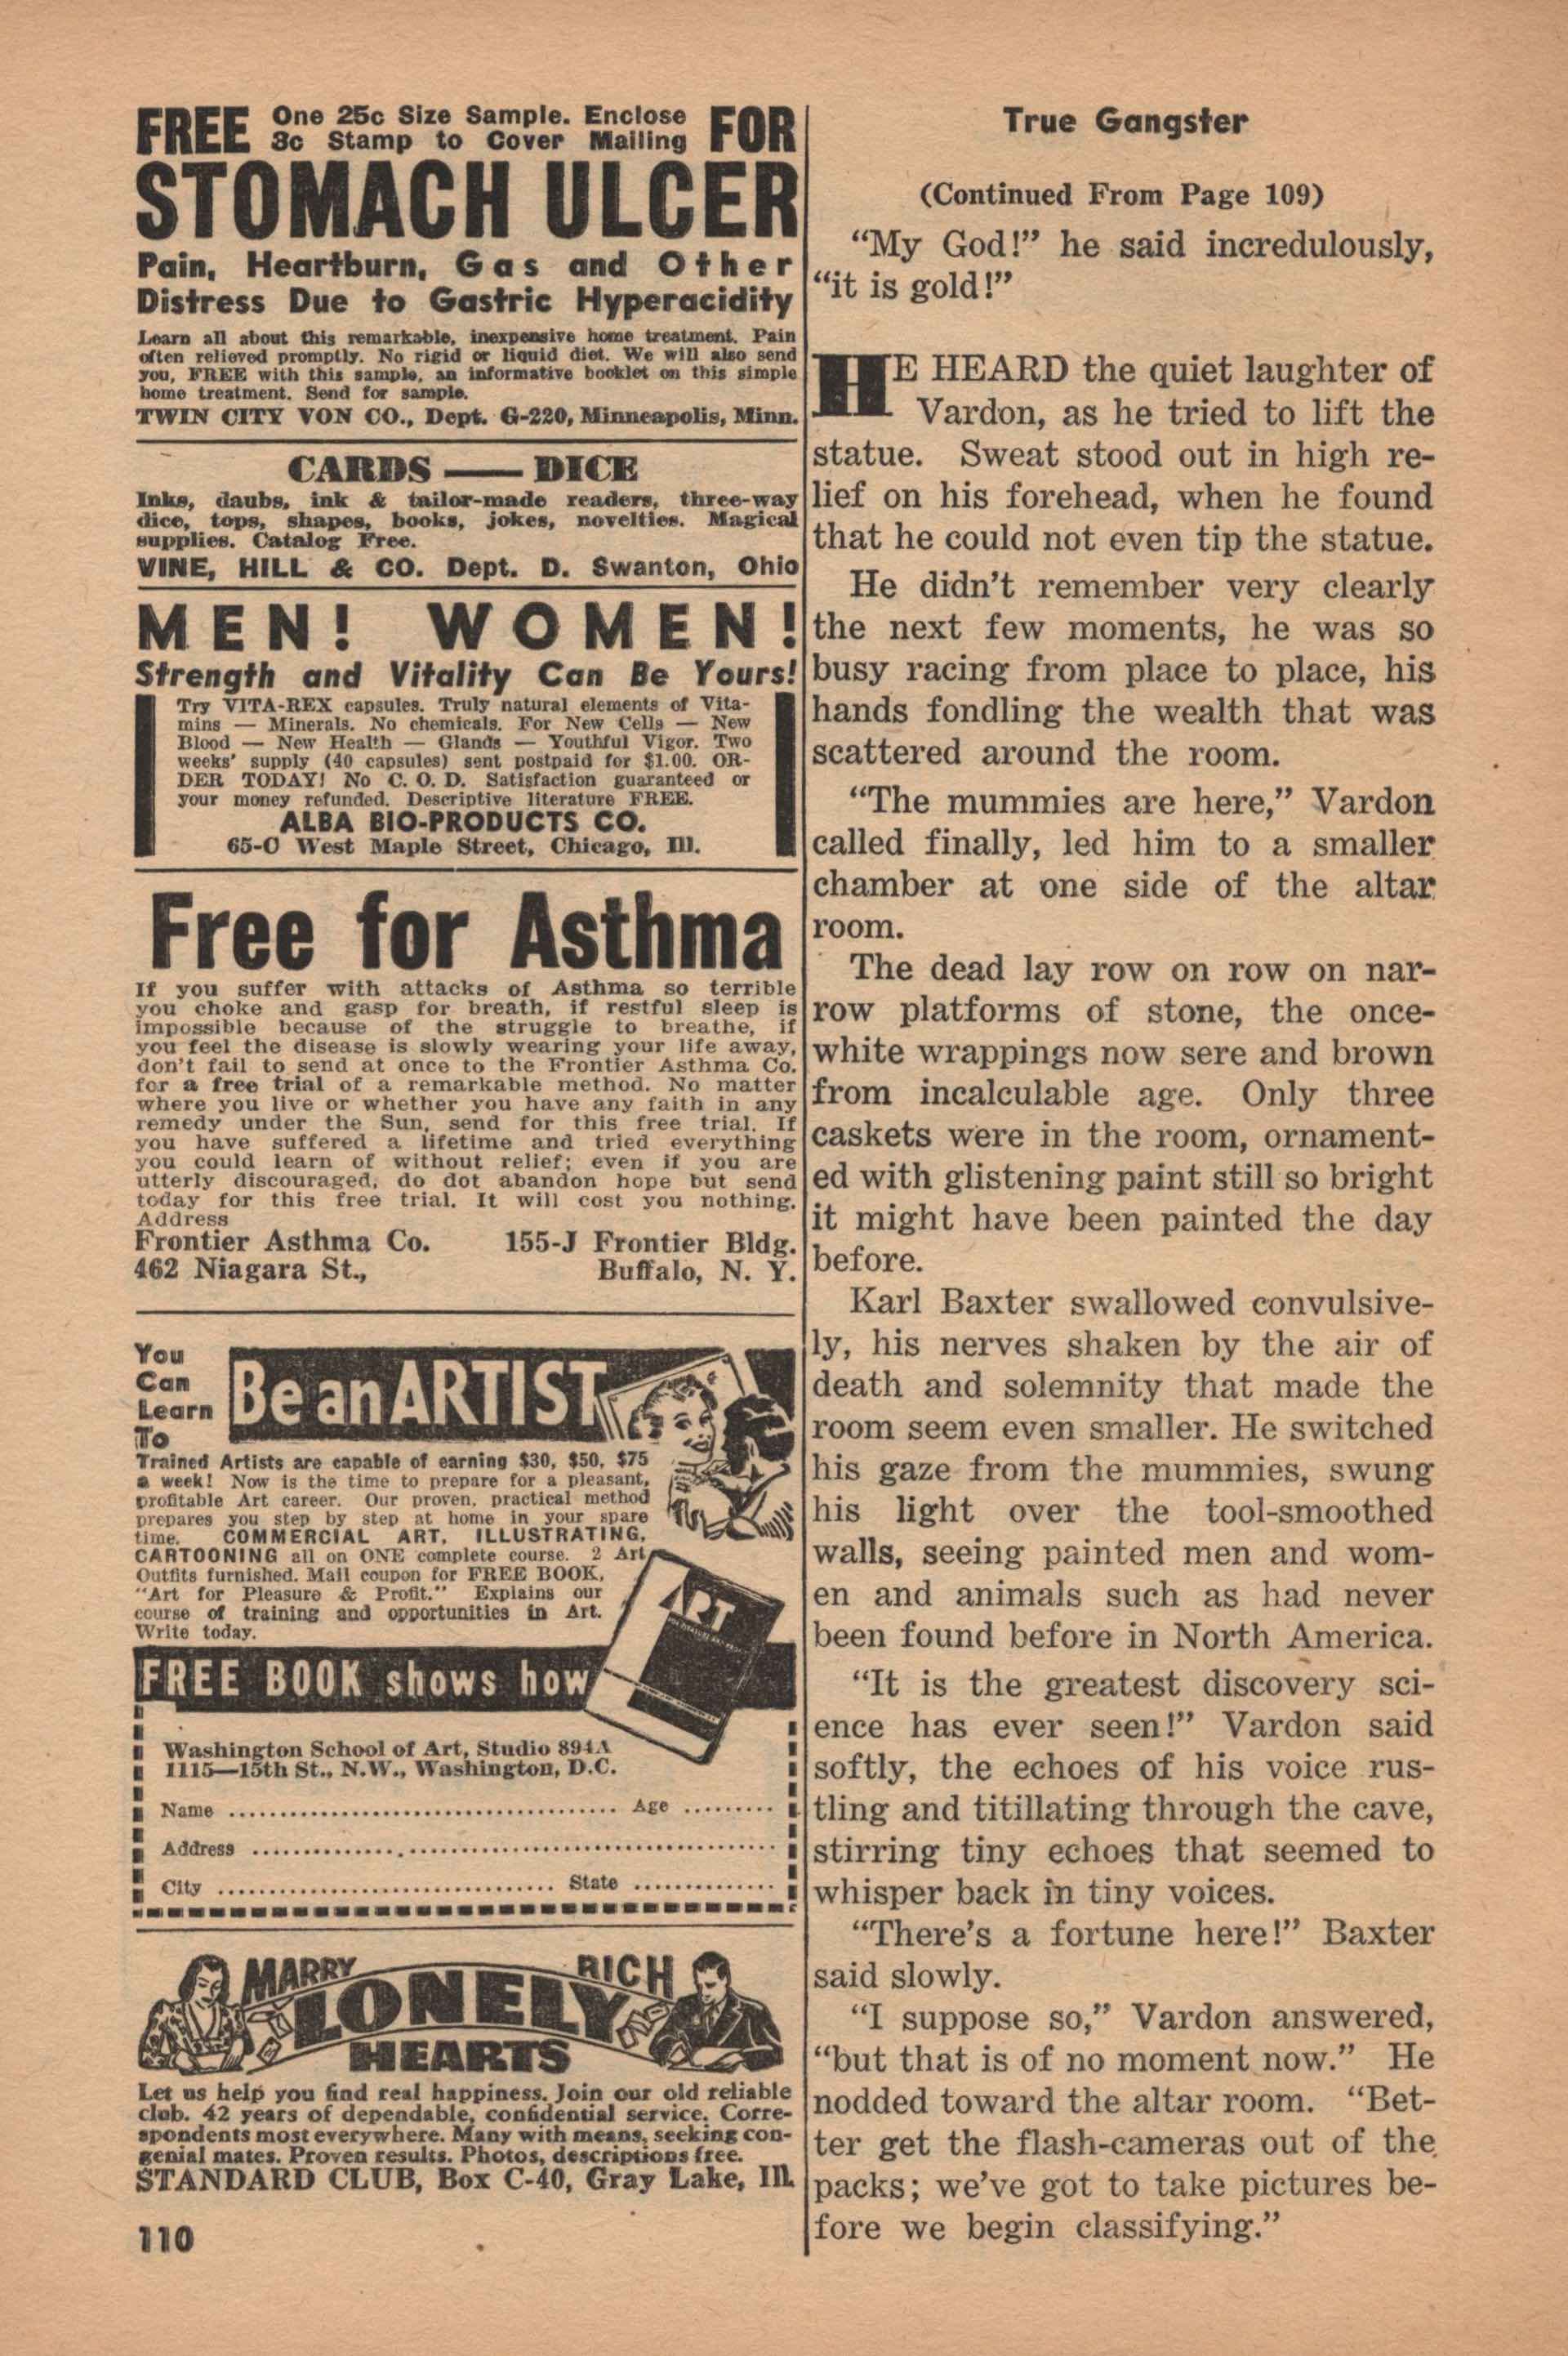 FREE One 25c Size Sample. Enclose 3c Stamp to Cover Mailing FOR
STOMACH ULCER
Pain, Heartburn, Gas and Other
Distress Due to Gastric Hyperacidity
Learn all about this remarkable, inexpensive home treatment. Pain
often relieved promptly. No rigid or liquid diet. We will also send
you, FREE with this sample, an informative booklet on this simple
home treatment. Send for sample.
TWIN CITY VON CO., Dept. G-220, Minneapolis, Minn.
CARDS — DICE
Inks, daubs, ink & tailor-made readers, three-way
dice, tops, shapes, books, jokes, novelties. Magical
supplies. Catalog Free.
VINE, HILL & CO. Dept. D. Swanton, Ohio
MEN! WOMEN!
Strength and Vitality Can Be Yours!
Try VITA-REX capsules. Truly natural elements of Vita-
mins — Minerals. No chemicals. For New Cells — New
Blood — New Health — Glands — Youthful Vigor. Two
weeks' supply (40 capsules) sent postpaid for $1.00. OR-
DER TODAY! No C. O. D. Satisfaction guaranteed or
your money refunded. Descriptive literature FREE.
ALBA BIO-PRODUCTS CO.
65-O West Maple Street, Chicago, Ill.
Free for Asthma
If you suffer with attacks of Asthma so terrible
you choke and gasp for breath, if restful sleep is
impossible because of the struggle to breathe, if
you feel the disease is slowly wearing your life away,
don't fail to send at once to the Frontier Asthma Co.
for a free trial of a remarkable method. No matter
where you live or whether you have any faith in any
remedy under the Sun, send for this free trial. If
you have suffered a lifetime and tried everything
you could learn of without relief; even if you are
utterly discouraged, do dot abandon hope but send
today for this free trial. It will cost you nothing.
Address
Frontier Asthma Co. 155-J Frontier Bldg.
462 Niagara St., Buffalo, N. Y.
You
Can
Learn
To
Be an ARTIST
Trained Artists are capable of earning $30, $50, $75
a week! Now is the time to prepare for a pleasant,
profitable Art career. Our proven, practical method
prepares you step by step at home in your spare
time. COMMERCIAL ART, ILLUSTRATING,
CARTOONING all on ONE complete course. 2 Art
Outfits furnished. Mail coupon for FREE BOOK,
"Art for Pleasure & Profit." Explains our
course of training and opportunities in Art.
Write today.
ART
FREE BOOK shows how
Washington School of Art, Studio 894A
1115—15th St., N.W., Washington, D.C.
Name ........................................ Age .........
Address ......................................................
City .................................. State ..............
MARRY RICH
LONELY
HEARTS
Let us help you find real happiness. Join our old reliable
club. 42 years of dependable, confidential service. Corre-
spondents most everywhere. Many with means, seeking con-
genial mates. Proven results. Photos, descriptions free.
STANDARD CLUB, Box C-40, Gray Lake, Ill.
110
True Gangster
(Continued From Page 109)
“My God!” he said incredulously,
“it is gold!”
HE HEARD the quiet laughter of
Vardon, as he tried to lift the
statue. Sweat stood out in high re-
lief on his forehead, when he found
that he could not even tip the statue.
He didn’t remember very clearly
the next few moments, he was so
busy racing from place to place, his
hands fondling the wealth that was
scattered around the room.
“The mummies are here,” Vardon
called finally, led him to a smaller
chamber at one side of the altar
room.
The dead lay row on row on nar-
row platforms of stone, the once-
white wrappings now sere and brown
from incalculable age. Only three
caskets were in the room, ornament-
ed with glistening paint still so bright
it might have been painted the day
before.
Karl Baxter swallowed convulsive-
ly, his nerves shaken by the air of
death and solemnity that made the
room seem even smaller. He switched
his gaze from the mummies, swung
his light over the tool-smoothed
walls, seeing painted men and wom-
en and animals such as had never
been found before in North America.
“It is the greatest discovery sci-
ence has ever seen!” Vardon said
softly, the echoes of his voice rus-
tling and titillating through the cave,
stirring tiny echoes that seemed to
whisper back in tiny voices.
“There’s a fortune here!” Baxter
said slowly.
“I suppose so,” Vardon answered,
“but that is of no moment now.” He
nodded toward the altar room. “Bet-
ter get the flash-cameras out of the
packs; we’ve got to take pictures be-
fore we begin classifying.”